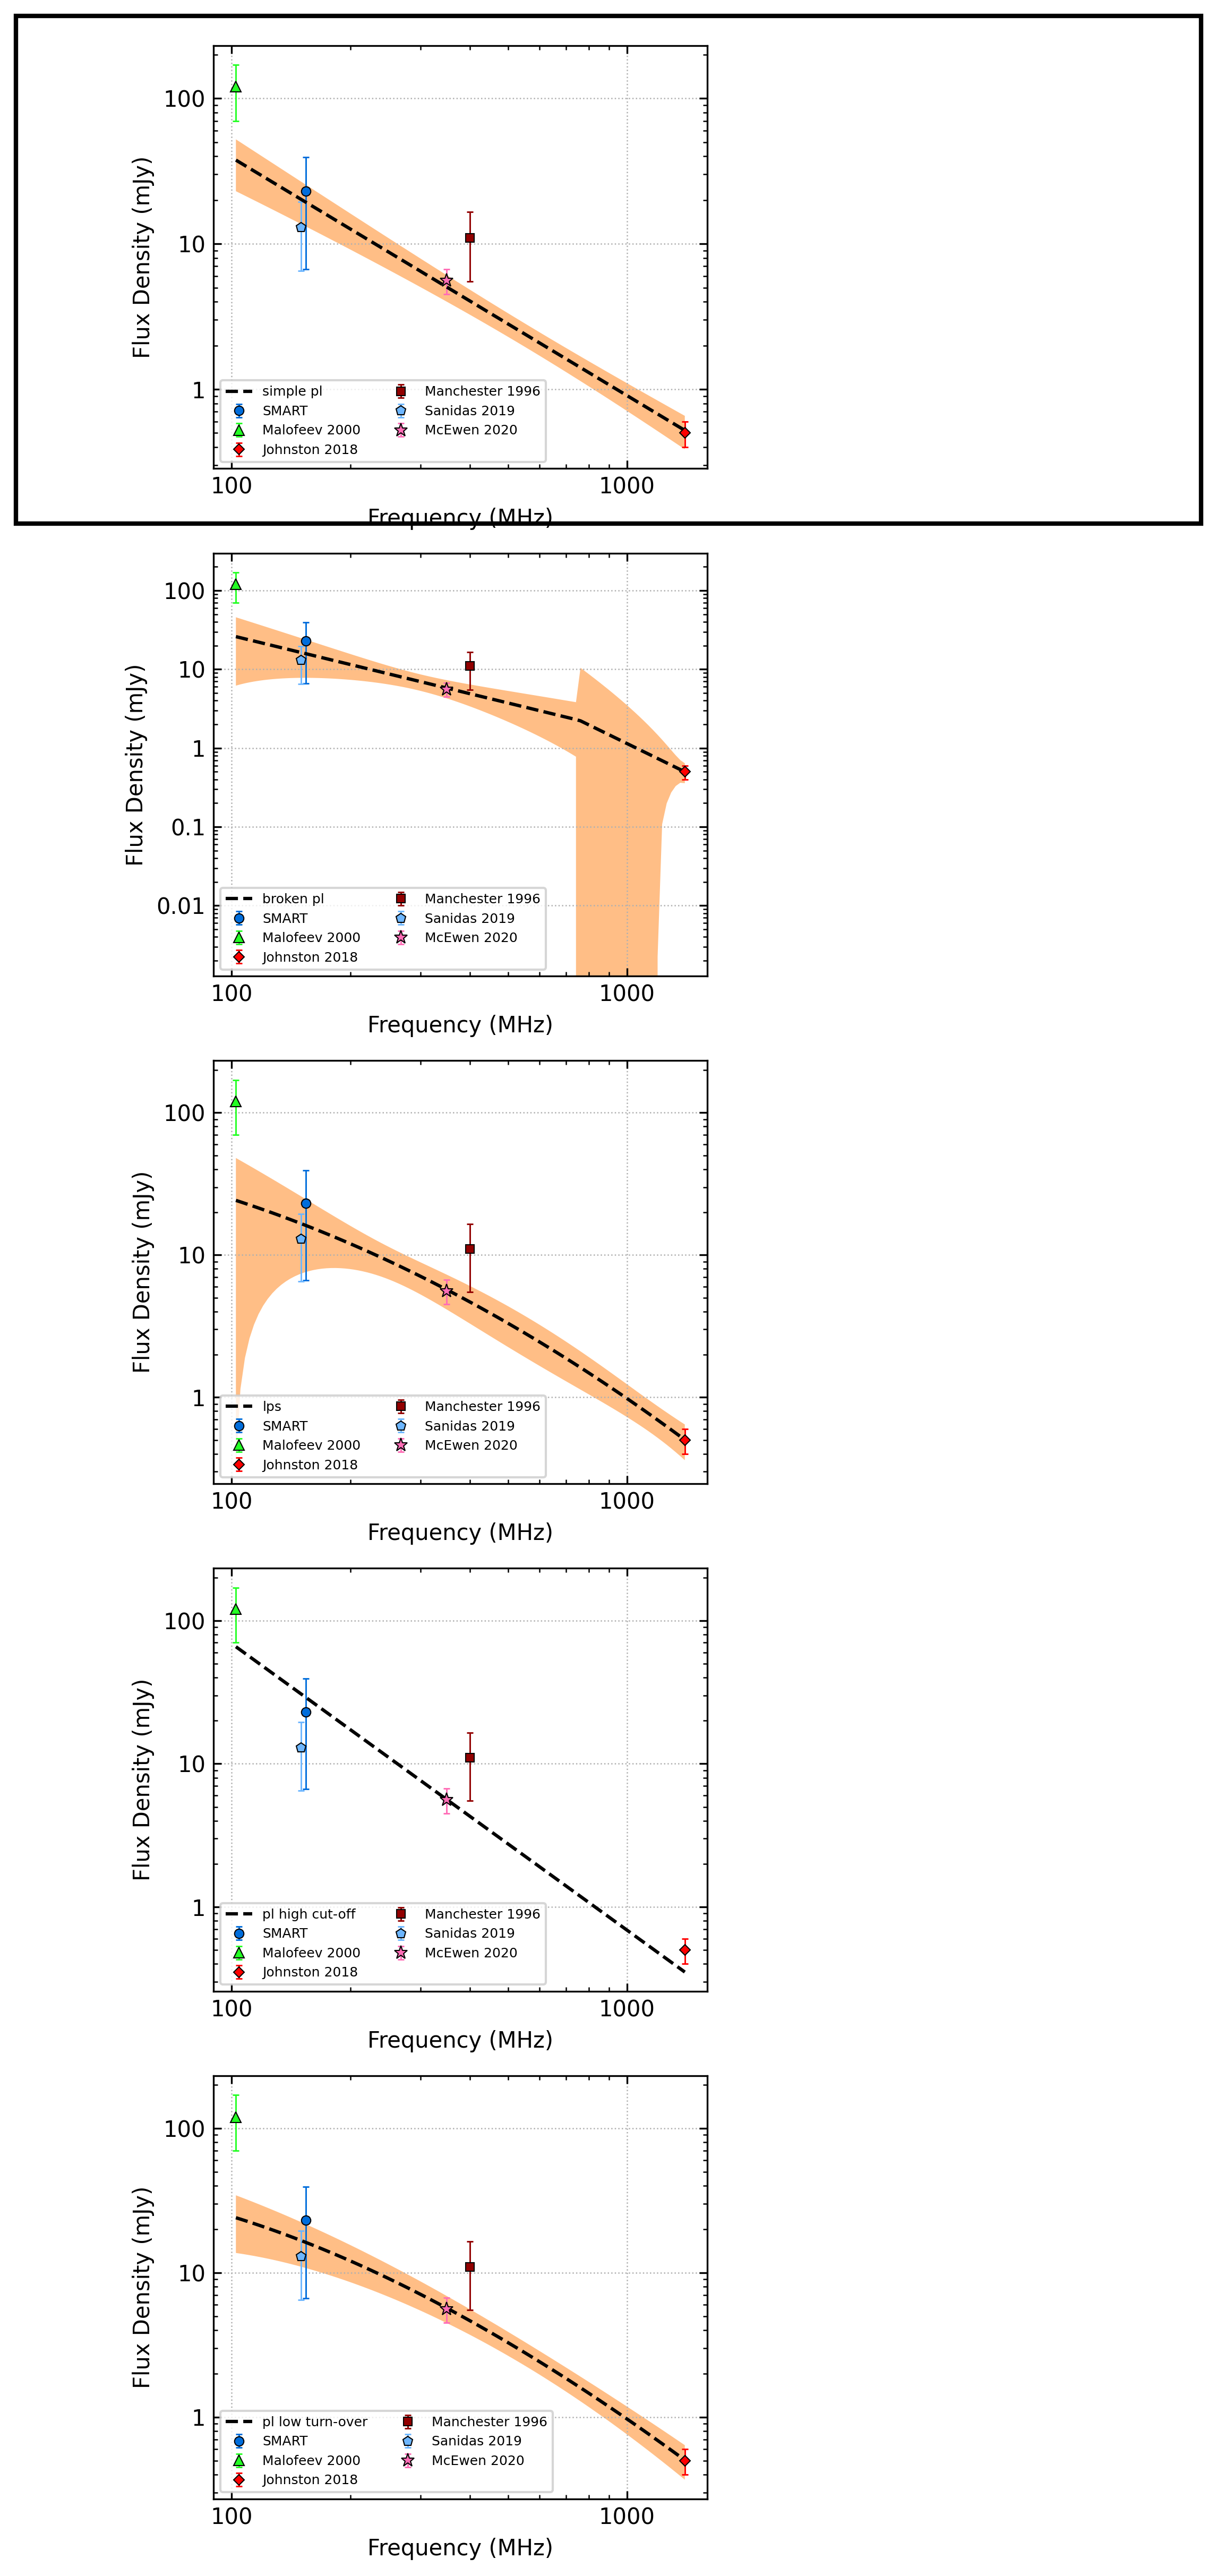 100
10
1
Flux Density (mJy)
simple pl
SMART
Malofeev 2000
Johnston 2018
Manchester 1996
Sanidas 2019
McEwen 2020
100
1000
Frequency (MHz)
100
10
1
0.1
0.01
Flux Density (mJy)
broken pl
SMART
Malofeev 2000
Johnston 2018
Manchester 1996
Sanidas 2019
McEwen 2020
100
1000
Frequency (MHz)
100
10
1
Flux Density (mJy)
lps
SMART
Malofeev 2000
Johnston 2018
Manchester 1996
Sanidas 2019
McEwen 2020
100
1000
Frequency (MHz)
100
10
1
Flux Density (mJy)
pl high cut-off
SMART
Malofeev 2000
Johnston 2018
Manchester 1996
Sanidas 2019
McEwen 2020
100
1000
Frequency (MHz)
100
10
1
Flux Density (mJy)
pl low turn-over
SMART
Malofeev 2000
Johnston 2018
Manchester 1996
Sanidas 2019
McEwen 2020
100
1000
Frequency (MHz)